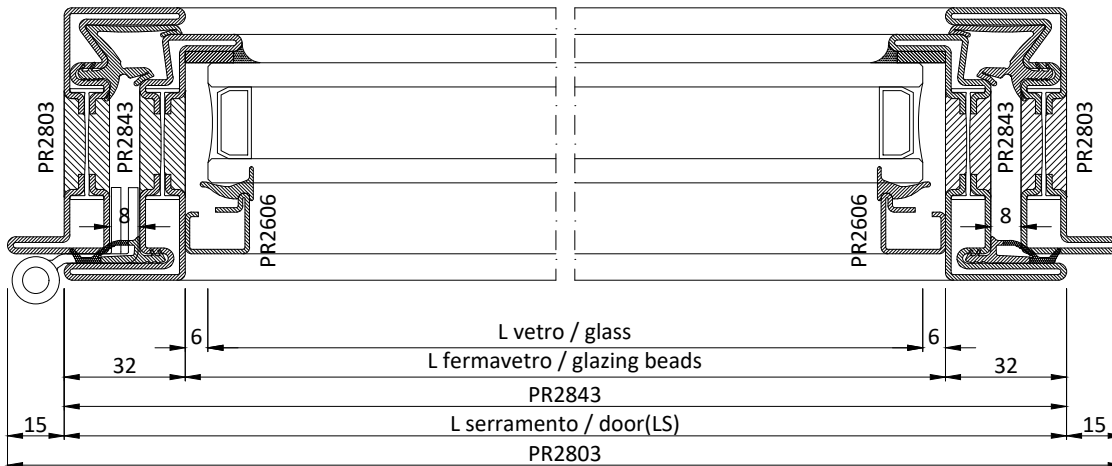 PR2803
PR2843
PR2843
PR2803
8
PR2606
PR2606
8
6
L vetro / glass
6
32
L fermavetro / glazing beads
32
PR2843
15
L serramento / door(LS)
15
PR2803